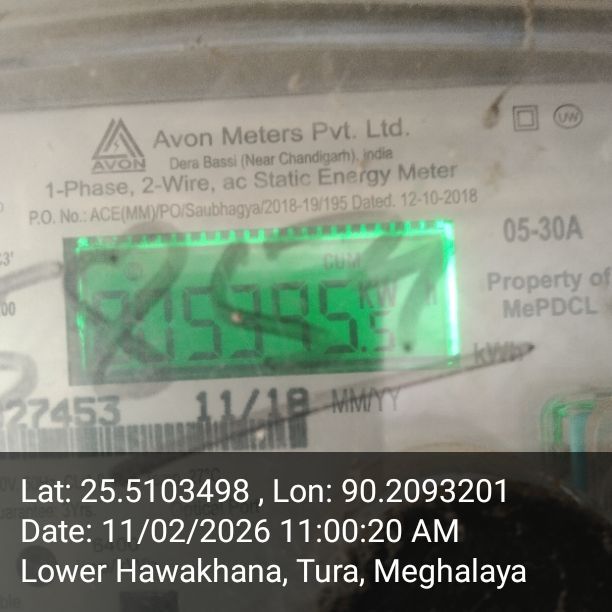 UW
Avon Meters Pvt. Ltd.
AVON
Dera Bassi (Near Chandigarh), India
1-Phase, 2-Wire, ac Static Energy Meter
P.O. No.: ACE(MM)/PO/Saubhagya/2018-19/195 Dated. 12-10-2018
05-30A
CUM
KW h
Property of
MePDCL
kWh
27453 11/18 MM/YY
Lat: 25.5103498 , Lon: 90.2093201
Date: 11/02/2026 11:00:20 AM
Lower Hawakhana, Tura, Meghalaya